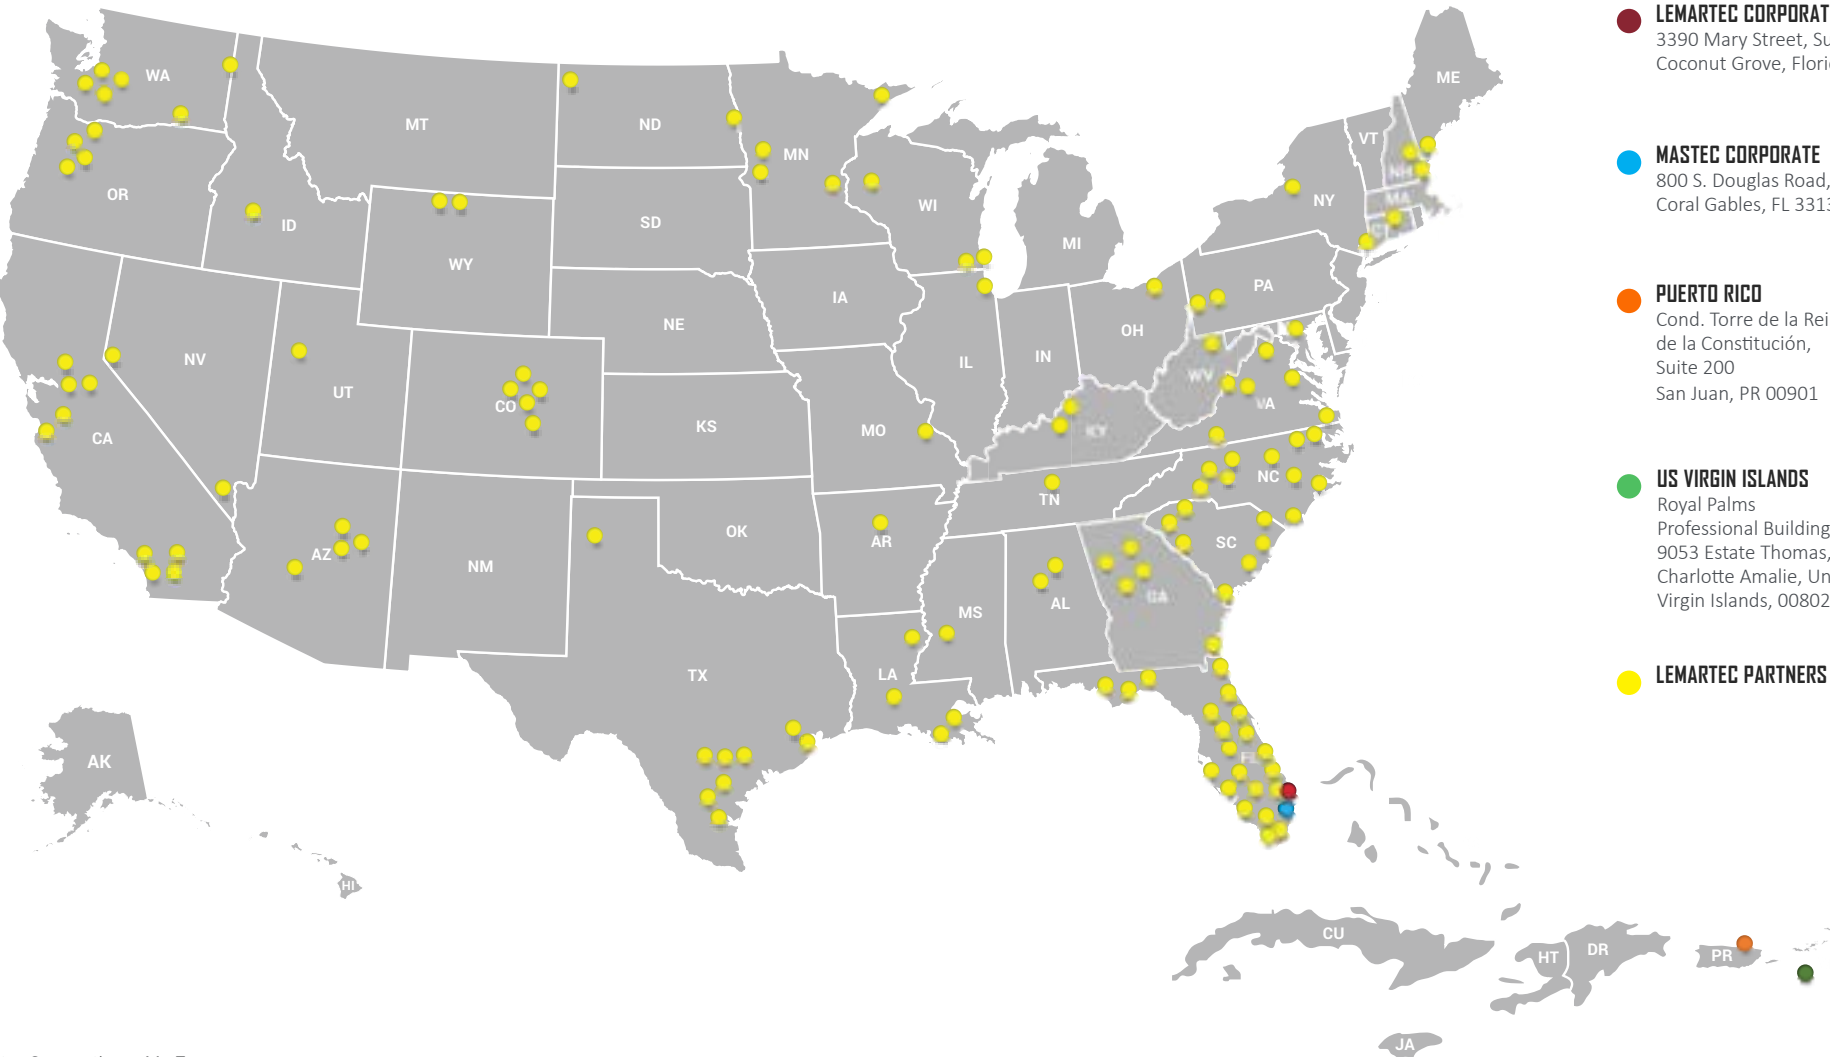 WA
MT
ND
MN
OR
ID
SD
WI
MI
WY
IA
NE
NV
UT
CO
CA
KS
MO
IL
IN
OH
PA
NY
VT
NH
ME
MA
CT
WV
VA
KY
TN
NC
SC
GA
AL
MS
AR
OK
AZ
NM
TX
LA
FL
AK
HI
CU
HT
DR
PR
JA
LEMARTEC CORPORAT
3390 Mary Street, Su
Coconut Grove, Flori
MASTEC CORPORATE
800 S. Douglas Road,
Coral Gables, FL 3313
PUERTO RICO
Cond. Torre de la Rei
de la Constitución,
Suite 200
San Juan, PR 00901
US VIRGIN ISLANDS
Royal Palms
Professional Building
9053 Estate Thomas,
Charlotte Amalie, Un
Virgin Islands, 00802
LEMARTEC PARTNERS